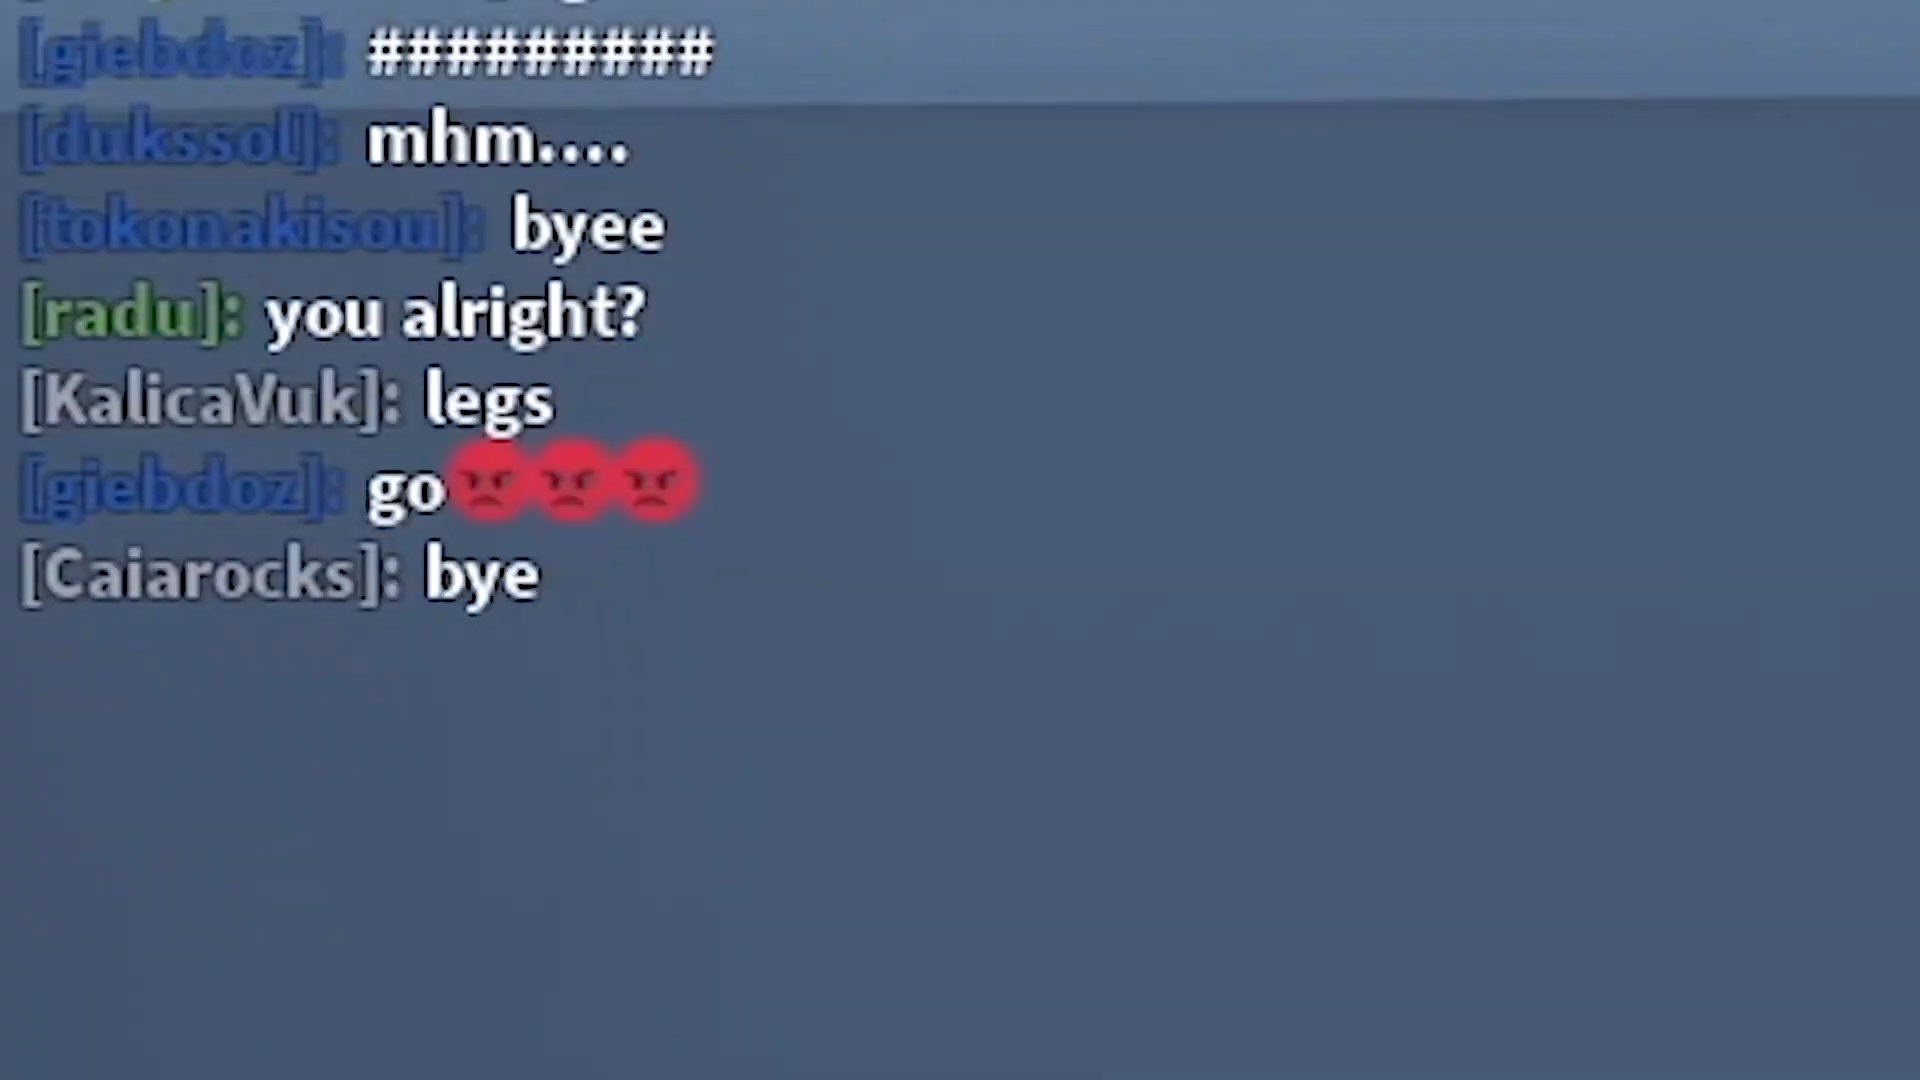 [giebdoz]: #########
[dukssol]: mhm....
[tokonakisou]: byee
[radu]: you alright?
[KalicaVuk]: legs
[giebdoz]: go😡😡😡
[Caiarocks]: bye